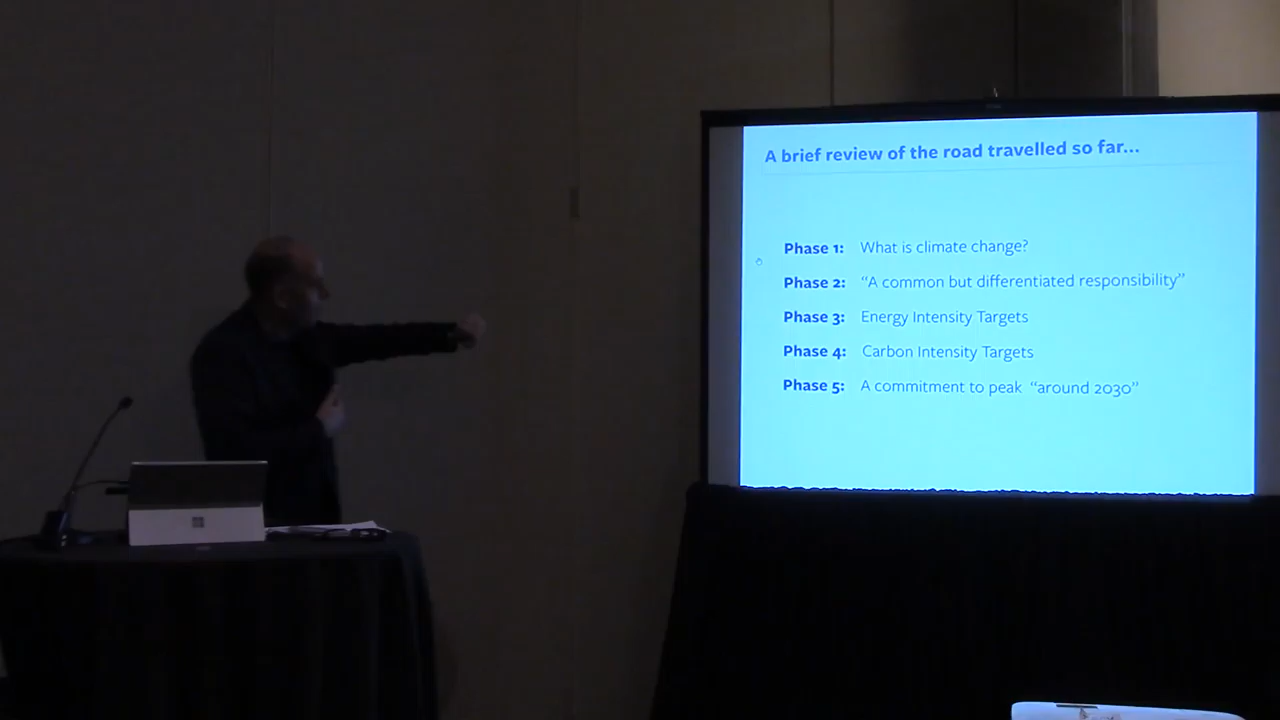 A brief review of the road travelled so far...
Phase 1: What is climate change?
Phase 2: “A common but differentiated responsibility”
Phase 3: Energy Intensity Targets
Phase 4: Carbon Intensity Targets
Phase 5: A commitment to peak “around 2030”